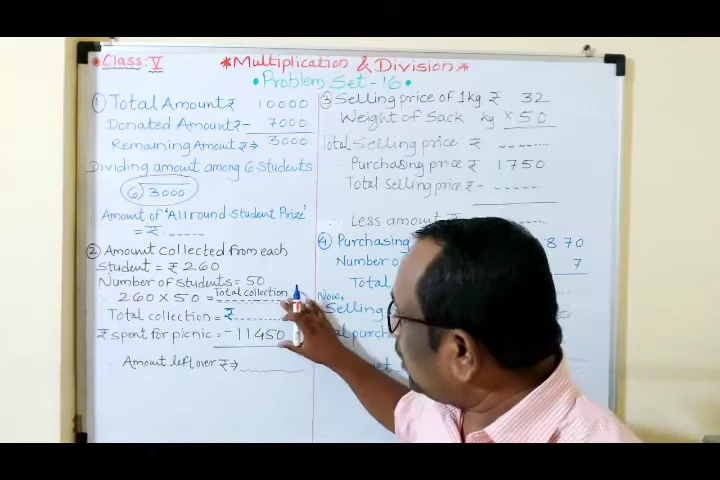 • Class: V
*Multiplication & Division*
• Problem Set - 16 •
① Total Amount ₹ 10000
Donated Amount ₹ - 7000
Remaining Amount ₹ → 3000
Dividing amount among 6 Students
6) 3000
∴ Amount of 'All round Student Prize'
= ₹ ------
② Amount collected from each
student = ₹ 260
Number of students = 50
∴ 260 × 50 = Total collection
Total collection = ₹ ------
₹ spent for picnic = - 11450
∴ Amount left over ₹ → ------
③ Selling price of 1kg ₹ 32
Weight of Sack kg × 50
Total Selling price ₹ ------
∴ Purchasing price ₹ 1750
Total Selling price ₹ - -----
∴ Less amount ₹ ------
④ Purchasing 870
Number 7
Total
Now,
Selling